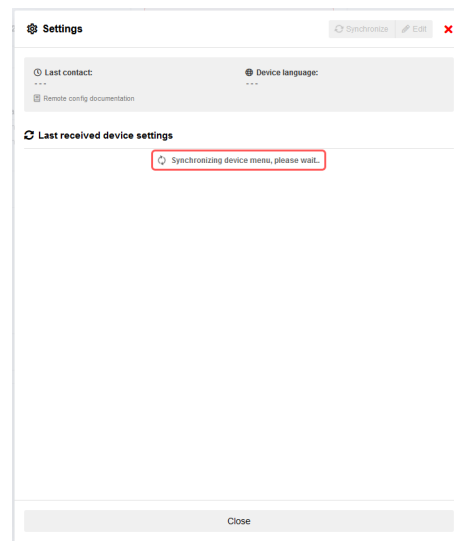 Settings
Synchronize
Edit
Last contact:
---
Device language:
---
Remote config documentation
Last received device settings
Synchronizing device menu, please wait..
Close